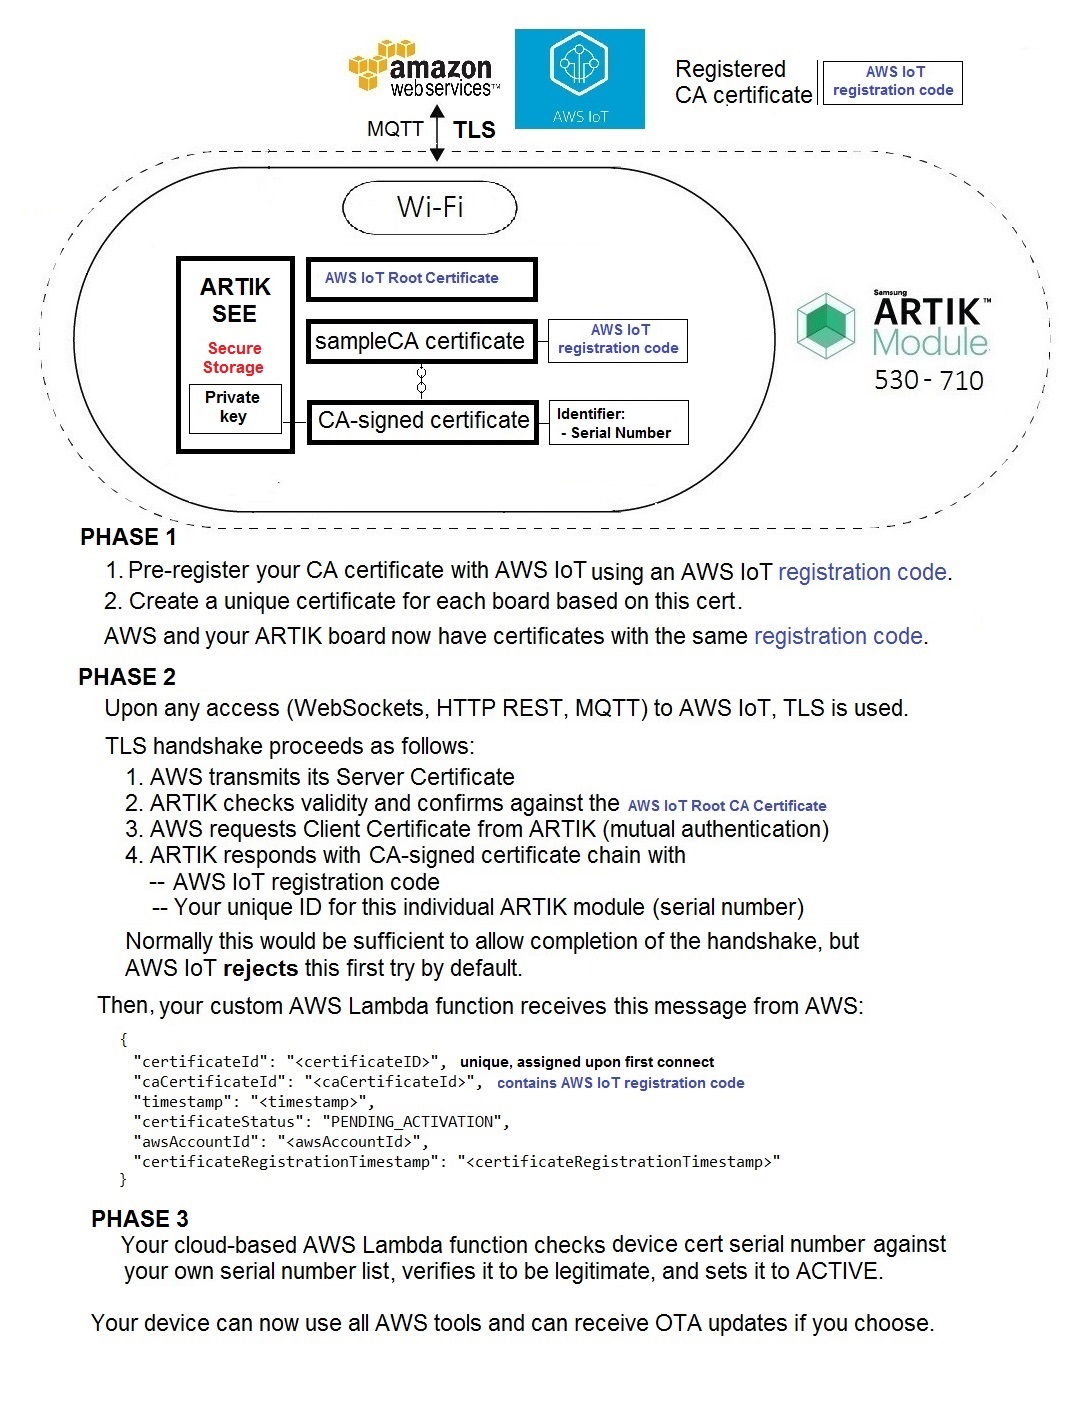 amazon
webservices™
AWS IoT
Registered
CA certificate
AWS IoT
registration code
MQTT
TLS
Wi-Fi
ARTIK
SEE
Secure
Storage
Private
key
AWS IoT Root Certificate
sampleCA certificate
AWS IoT
registration code
CA-signed certificate
Identifier:
- Serial Number
Samsung
ARTIK™
Module
530 - 710
PHASE 1
1. Pre-register your CA certificate with AWS IoT using an AWS IoT registration code.
2. Create a unique certificate for each board based on this cert.
AWS and your ARTIK board now have certificates with the same registration code.
PHASE 2
Upon any access (WebSockets, HTTP REST, MQTT) to AWS IoT, TLS is used.
TLS handshake proceeds as follows:
1. AWS transmits its Server Certificate
2. ARTIK checks validity and confirms against the AWS IoT Root CA Certificate
3. AWS requests Client Certificate from ARTIK (mutual authentication)
4. ARTIK responds with CA-signed certificate chain with
-- AWS IoT registration code
-- Your unique ID for this individual ARTIK module (serial number)
Normally this would be sufficient to allow completion of the handshake, but
AWS IoT rejects this first try by default.
Then, your custom AWS Lambda function receives this message from AWS:
{
"certificateId": "<certificateID>", unique, assigned upon first connect
"caCertificateId": "<caCertificateId>", contains AWS IoT registration code
"timestamp": "<timestamp>",
"certificateStatus": "PENDING_ACTIVATION",
"awsAccountId": "<awsAccountId>",
"certificateRegistrationTimestamp": "<certificateRegistrationTimestamp>"
}
PHASE 3
Your cloud-based AWS Lambda function checks device cert serial number against
your own serial number list, verifies it to be legitimate, and sets it to ACTIVE.
Your device can now use all AWS tools and can receive OTA updates if you choose.